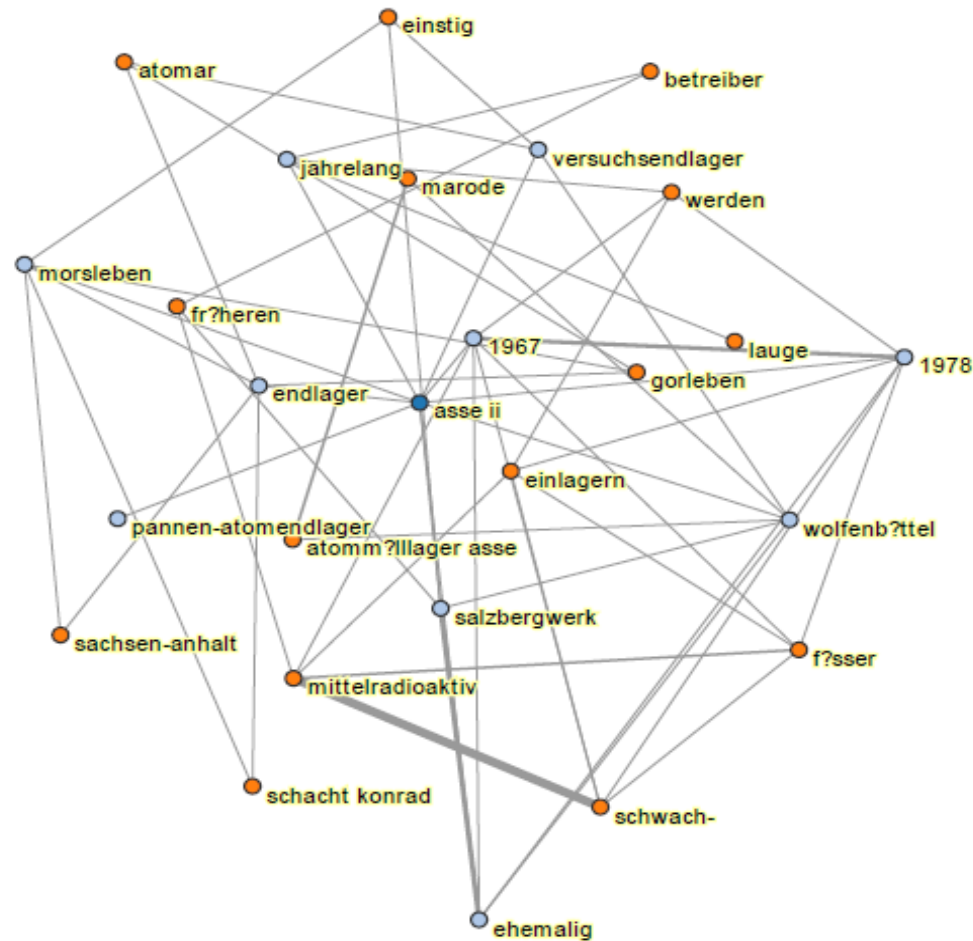 einstig
atomar
betreiber
versuchsendlager
jahrelang
marode
werden
morsleben
fr?heren
1967
lauge
1978
gorleben
endlager
asse ii
einlagern
pannen-atomendlager
wolfenb?ttel
atomm?lllager asse
salzbergwerk
sachsen-anhalt
f?sser
mittelradioaktiv
schacht konrad
schwach-
ehemalig